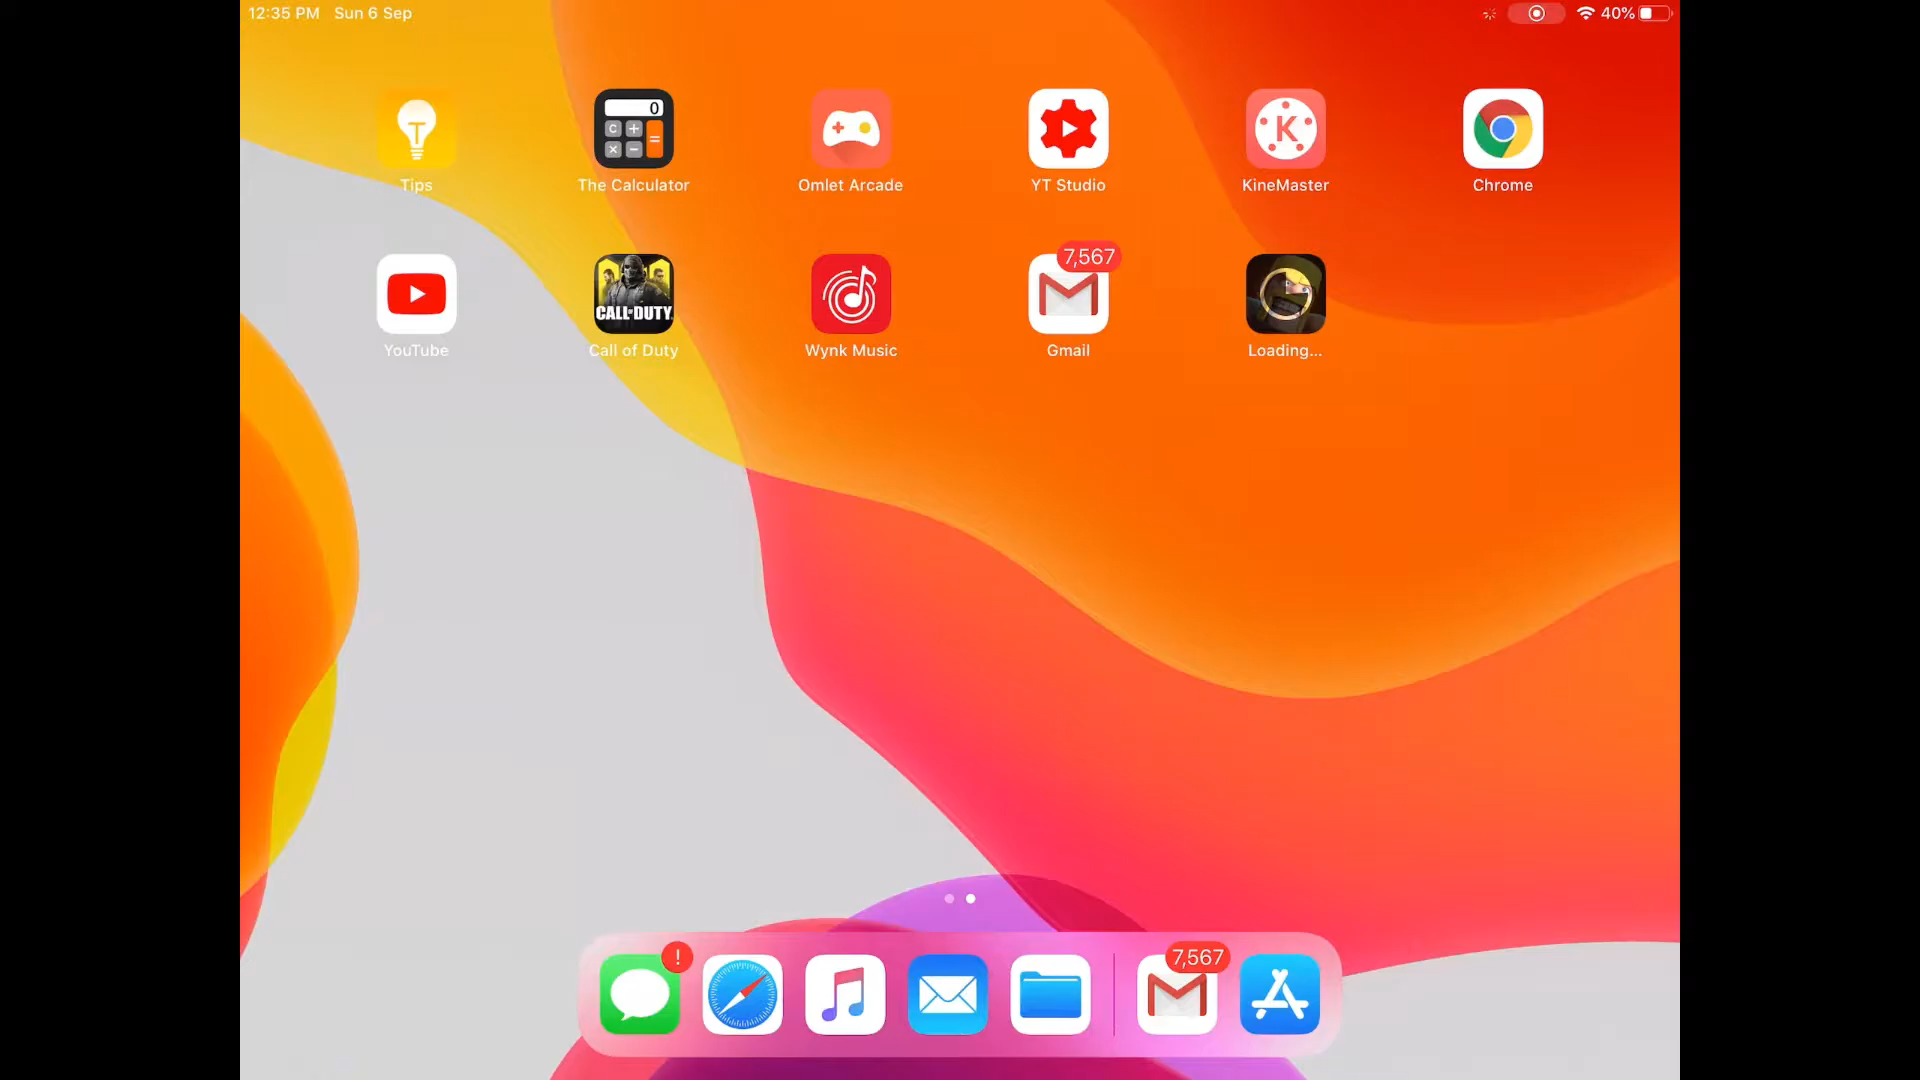 12:35 PM Sun 6 Sep
40%
0
C +
=
× −
T
K
Tips
The Calculator
Omlet Arcade
YT Studio
KineMaster
Chrome
7,567
CALL OF DUTY
YouTube
Call of Duty
Wynk Music
Gmail
Loading...
!
7,567